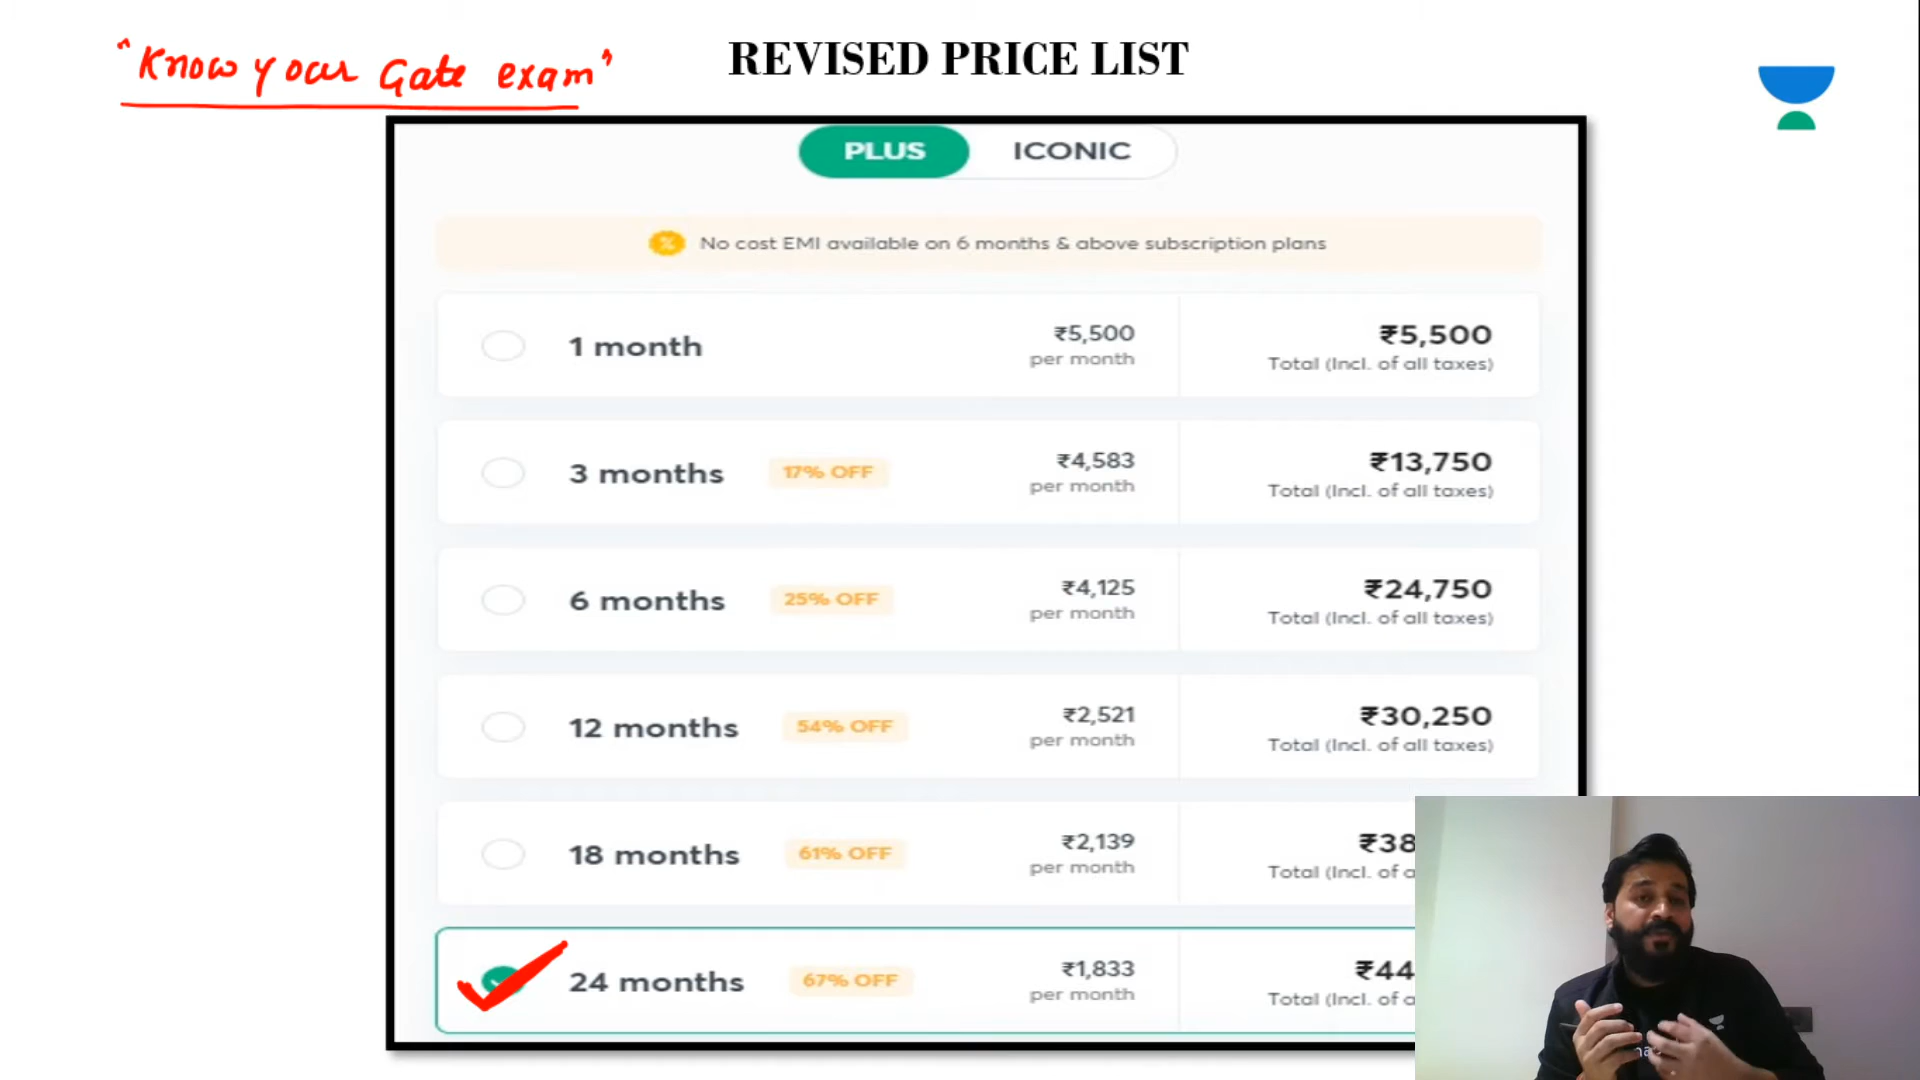 "Know your Gate exam"
REVISED PRICE LIST
PLUS ICONIC
% No cost EMI available on 6 months & above subscription plans
1 month ₹5,500 per month ₹5,500 Total (Incl. of all taxes)
3 months 17% OFF ₹4,583 per month ₹13,750 Total (Incl. of all taxes)
6 months 25% OFF ₹4,125 per month ₹24,750 Total (Incl. of all taxes)
12 months 54% OFF ₹2,521 per month ₹30,250 Total (Incl. of all taxes)
18 months 61% OFF ₹2,139 per month ₹38 Total (Incl. of a
24 months 67% OFF ₹1,833 per month ₹44 Total (Incl. of a